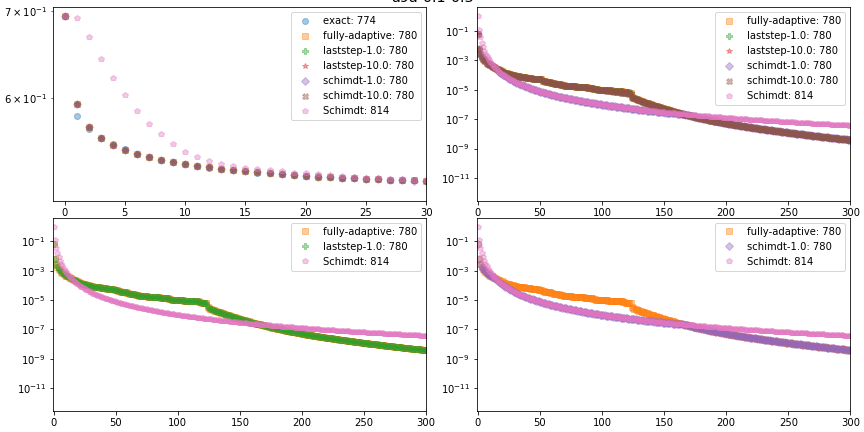 7 × 10⁻¹
6 × 10⁻¹
exact: 774
fully-adaptive: 780
laststep-1.0: 780
laststep-10.0: 780
schimdt-1.0: 780
schimdt-10.0: 780
Schimdt: 814
0 5 10 15 20 25 30
10⁻¹
10⁻³
10⁻⁵
10⁻⁷
10⁻⁹
10⁻¹¹
fully-adaptive: 780
laststep-1.0: 780
laststep-10.0: 780
schimdt-1.0: 780
schimdt-10.0: 780
Schimdt: 814
0 50 100 150 200 250 300
10⁻¹
10⁻³
10⁻⁵
10⁻⁷
10⁻⁹
10⁻¹¹
fully-adaptive: 780
laststep-1.0: 780
Schimdt: 814
0 50 100 150 200 250 300
10⁻¹
10⁻³
10⁻⁵
10⁻⁷
10⁻⁹
10⁻¹¹
fully-adaptive: 780
schimdt-1.0: 780
Schimdt: 814
0 50 100 150 200 250 300